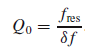 Q₀ = f_res / δf